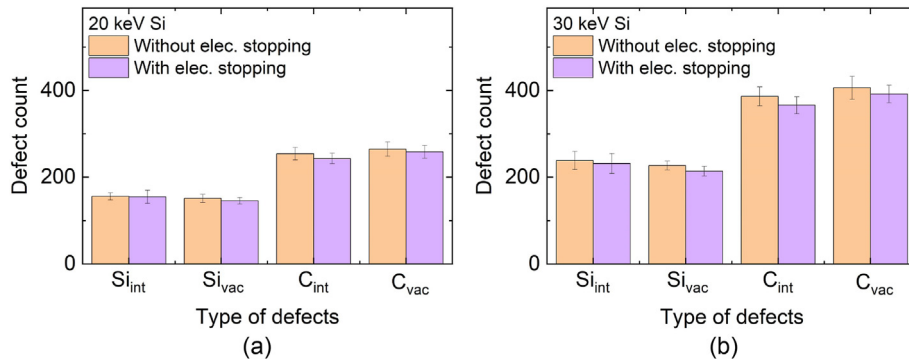 20 keV Si
Without elec. stopping
With elec. stopping
400
200
0
Defect count
Si_int
Si_vac
C_int
C_vac
Type of defects
(a)
30 keV Si
Without elec. stopping
With elec. stopping
400
200
0
Defect count
Si_int
Si_vac
C_int
C_vac
Type of defects
(b)